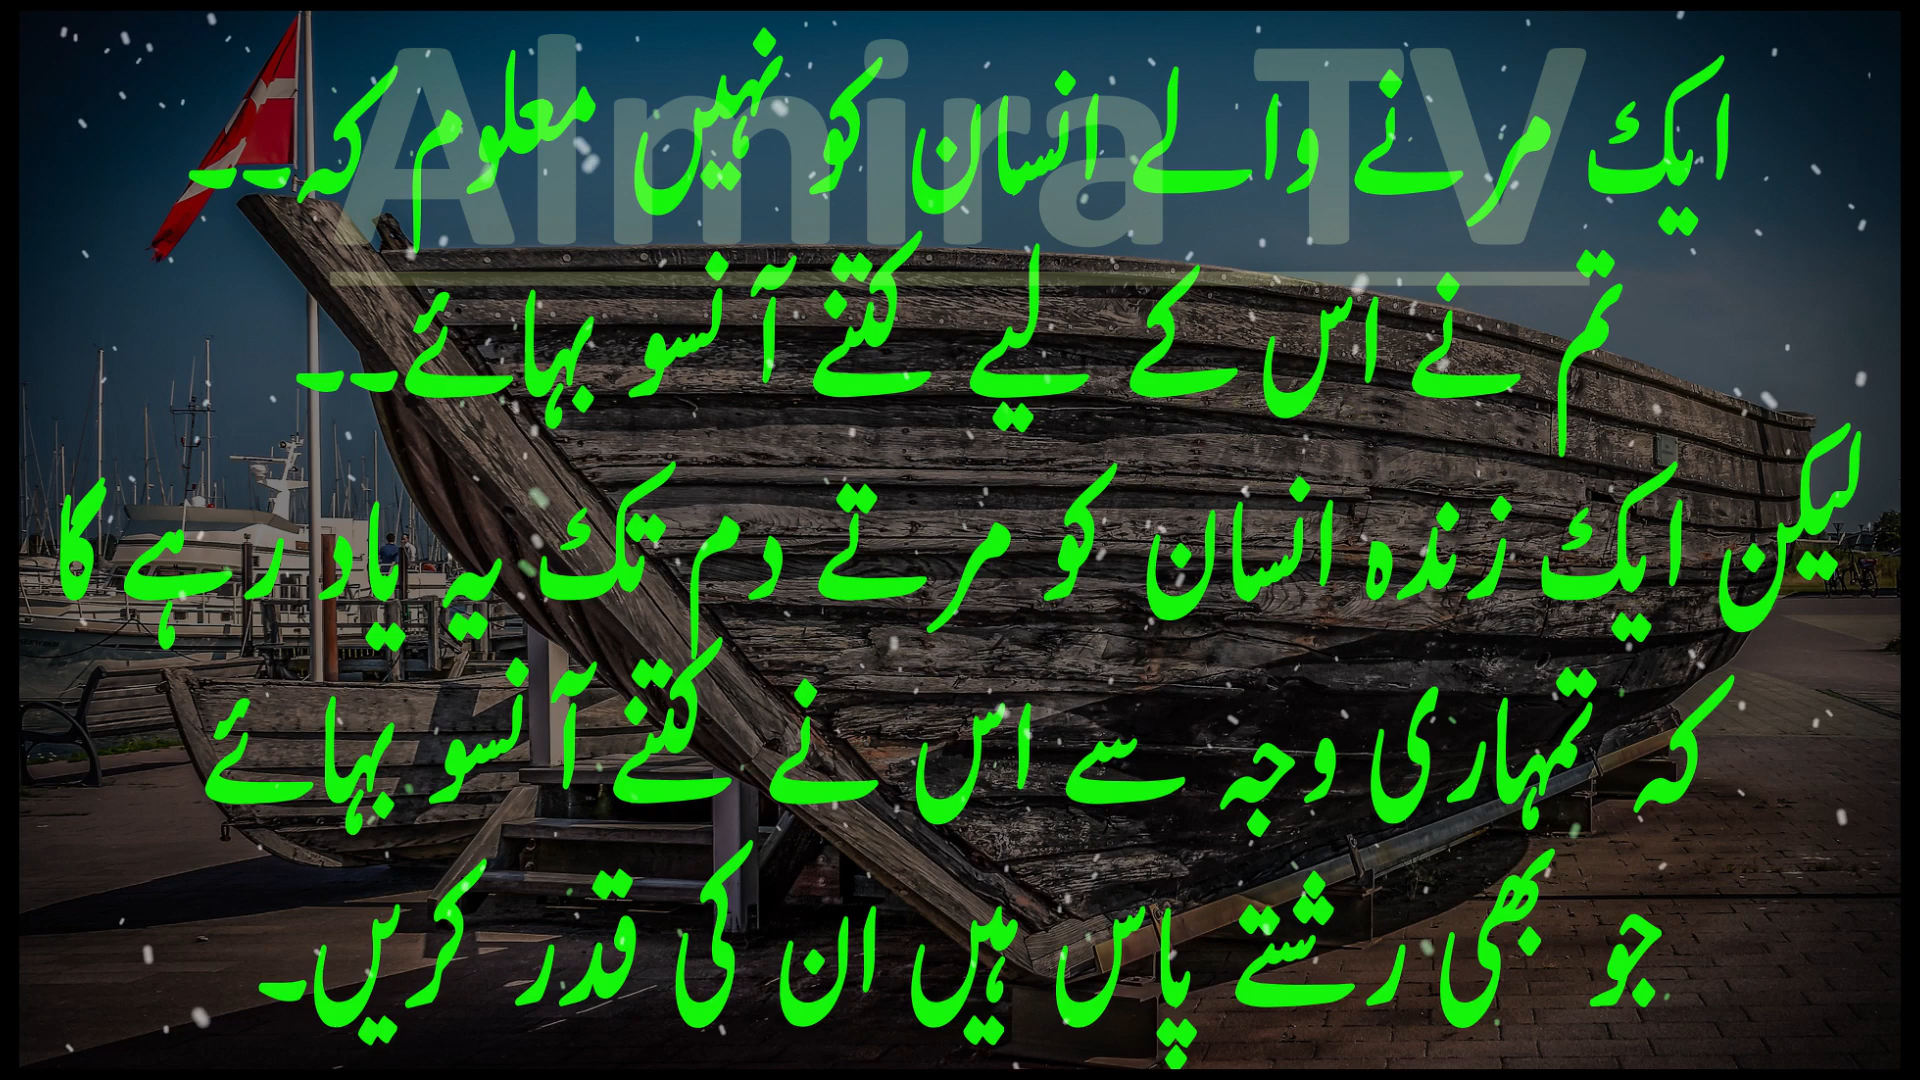 Almira TV
ایک مرنے والے انسان کو نہیں معلوم کہ۔۔
تم نے اس کے لیے کتنے آنسو بہائے۔۔
لیکن ایک زندہ انسان کو مرتے دم تک یہ یاد رہے گا
کہ تمہاری وجہ سے اس نے کتنے آنسو بہائے
جو بھی رشتے پاس ہیں ان کی قدر کریں۔